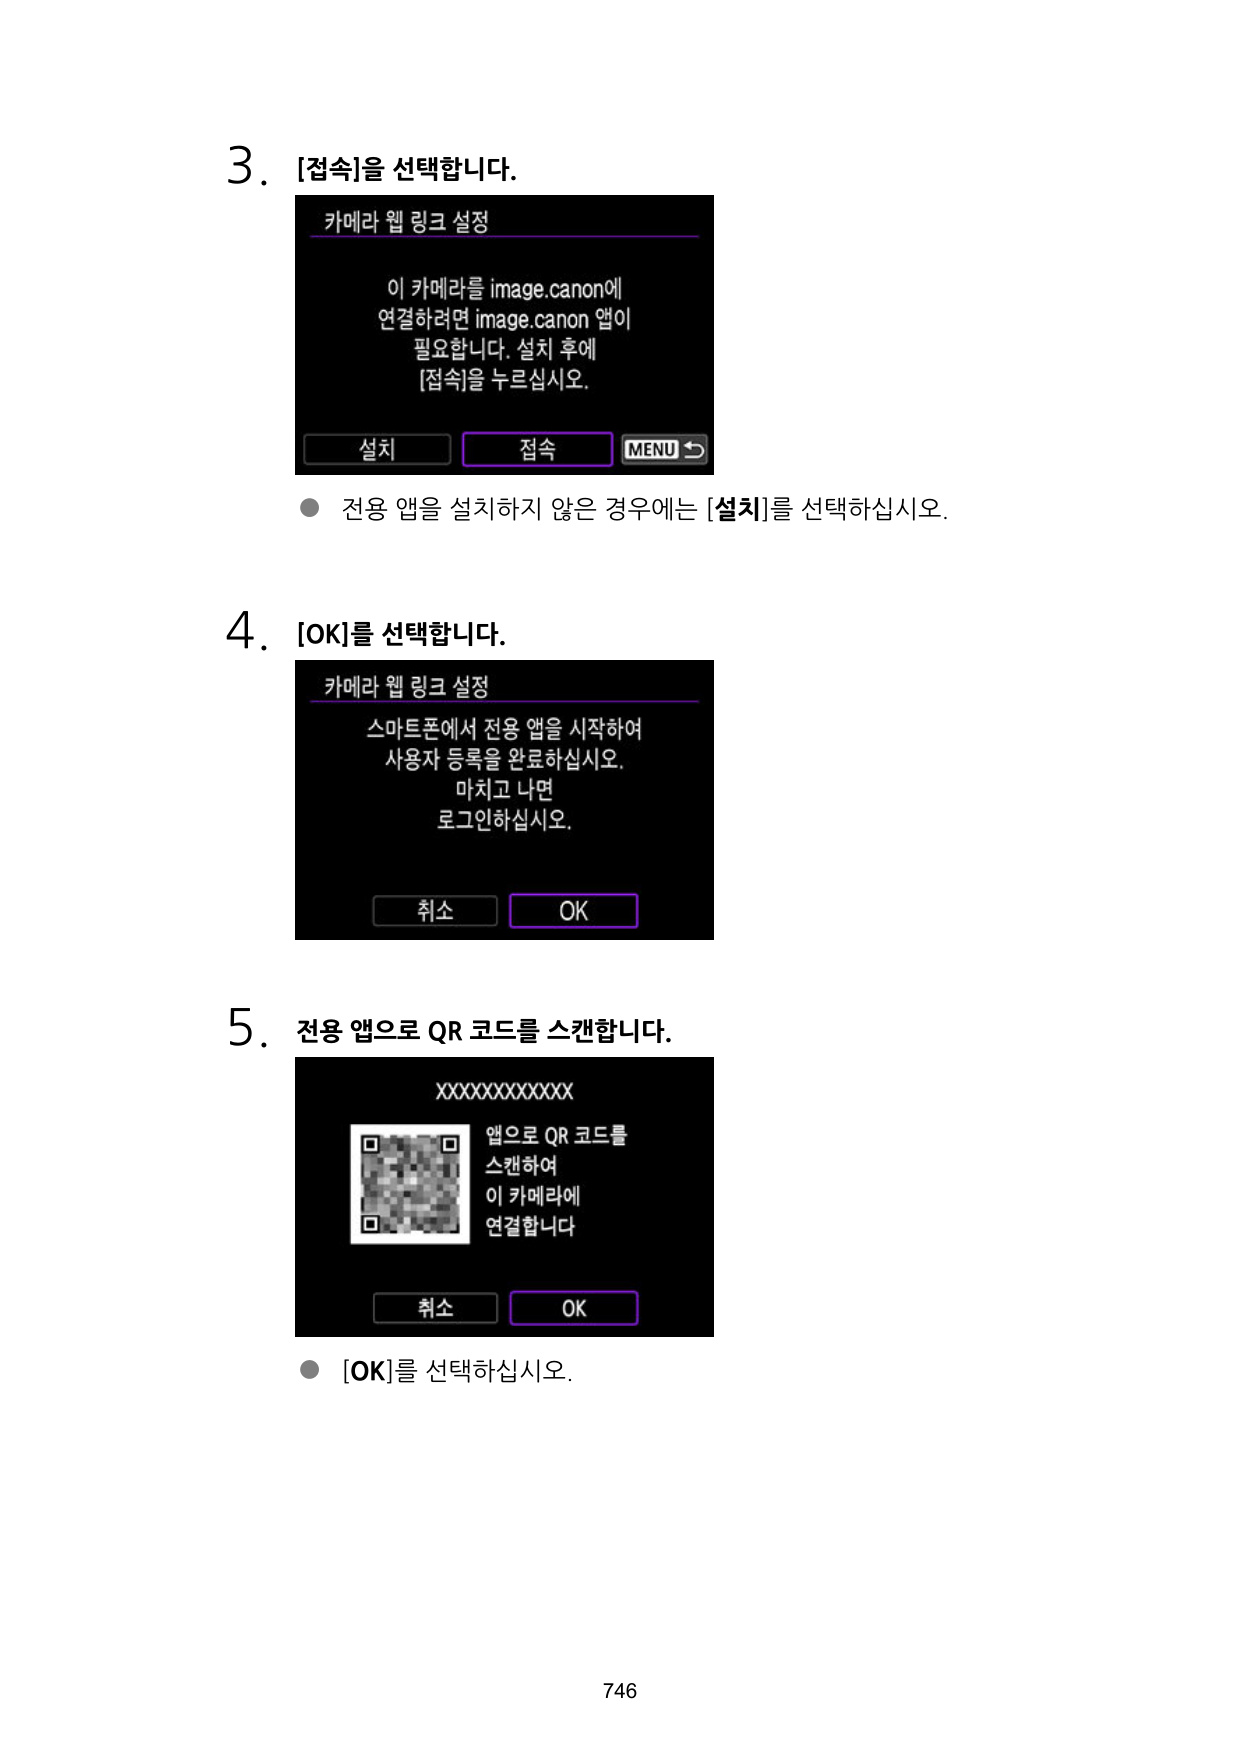 3. [접속]을 선택합니다.
카메라 웹 링크 설정
이 카메라를 image.canon에
연결하려면 image.canon 앱이
필요합니다. 설치 후에
[접속]을 누르십시오.
설치 접속 MENU
● 전용 앱을 설치하지 않은 경우에는 [설치]를 선택하십시오.
4. [OK]를 선택합니다.
카메라 웹 링크 설정
스마트폰에서 전용 앱을 시작하여
사용자 등록을 완료하십시오.
마치고 나면
로그인하십시오.
취소 OK
5. 전용 앱으로 QR 코드를 스캔합니다.
XXXXXXXXXXXX
앱으로 QR 코드를
스캔하여
이 카메라에
연결합니다
취소 OK
● [OK]를 선택하십시오.
746